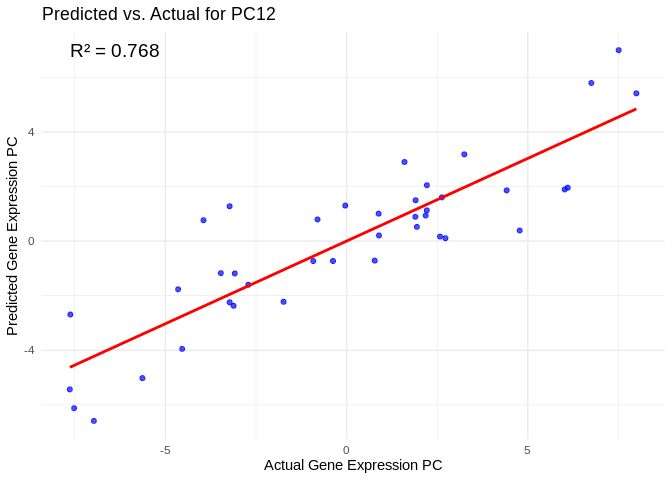 Predicted vs. Actual for PC12
R² = 0.768
Predicted Gene Expression PC
4
0
-4
-5
0
5
Actual Gene Expression PC